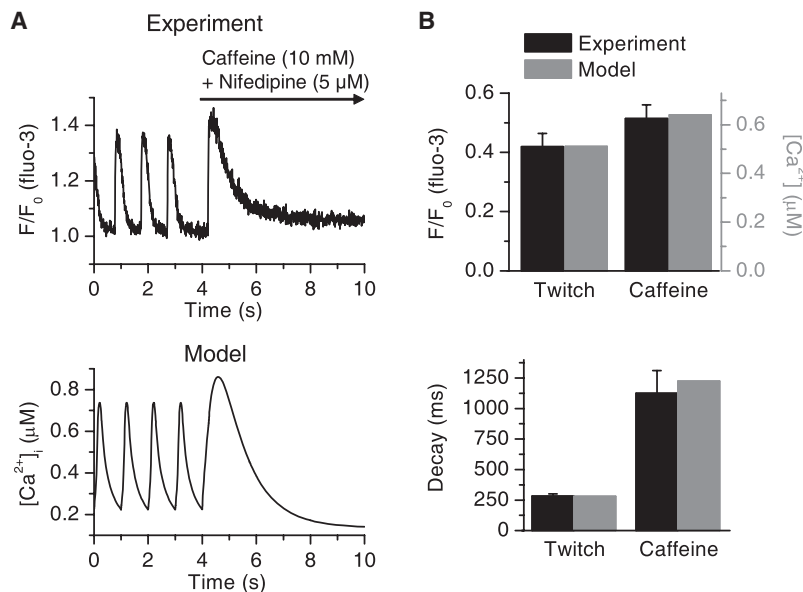 A
Experiment
Caffeine (10 mM)
+ Nifedipine (5 µM)
F/F0 (fluo-3)
1.4
1.2
1.0
0 2 4 6 8 10
Time (s)
Model
[Ca2+]i (µM)
0.8
0.6
0.4
0.2
0 2 4 6 8 10
Time (s)
B
Experiment
Model
F/F0 (fluo-3)
0.6
0.4
0.2
0.0
[Ca2+] (µM)
0.6
0.4
0.2
0.0
Twitch Caffeine
Decay (ms)
1250
1000
750
500
250
0
Twitch Caffeine